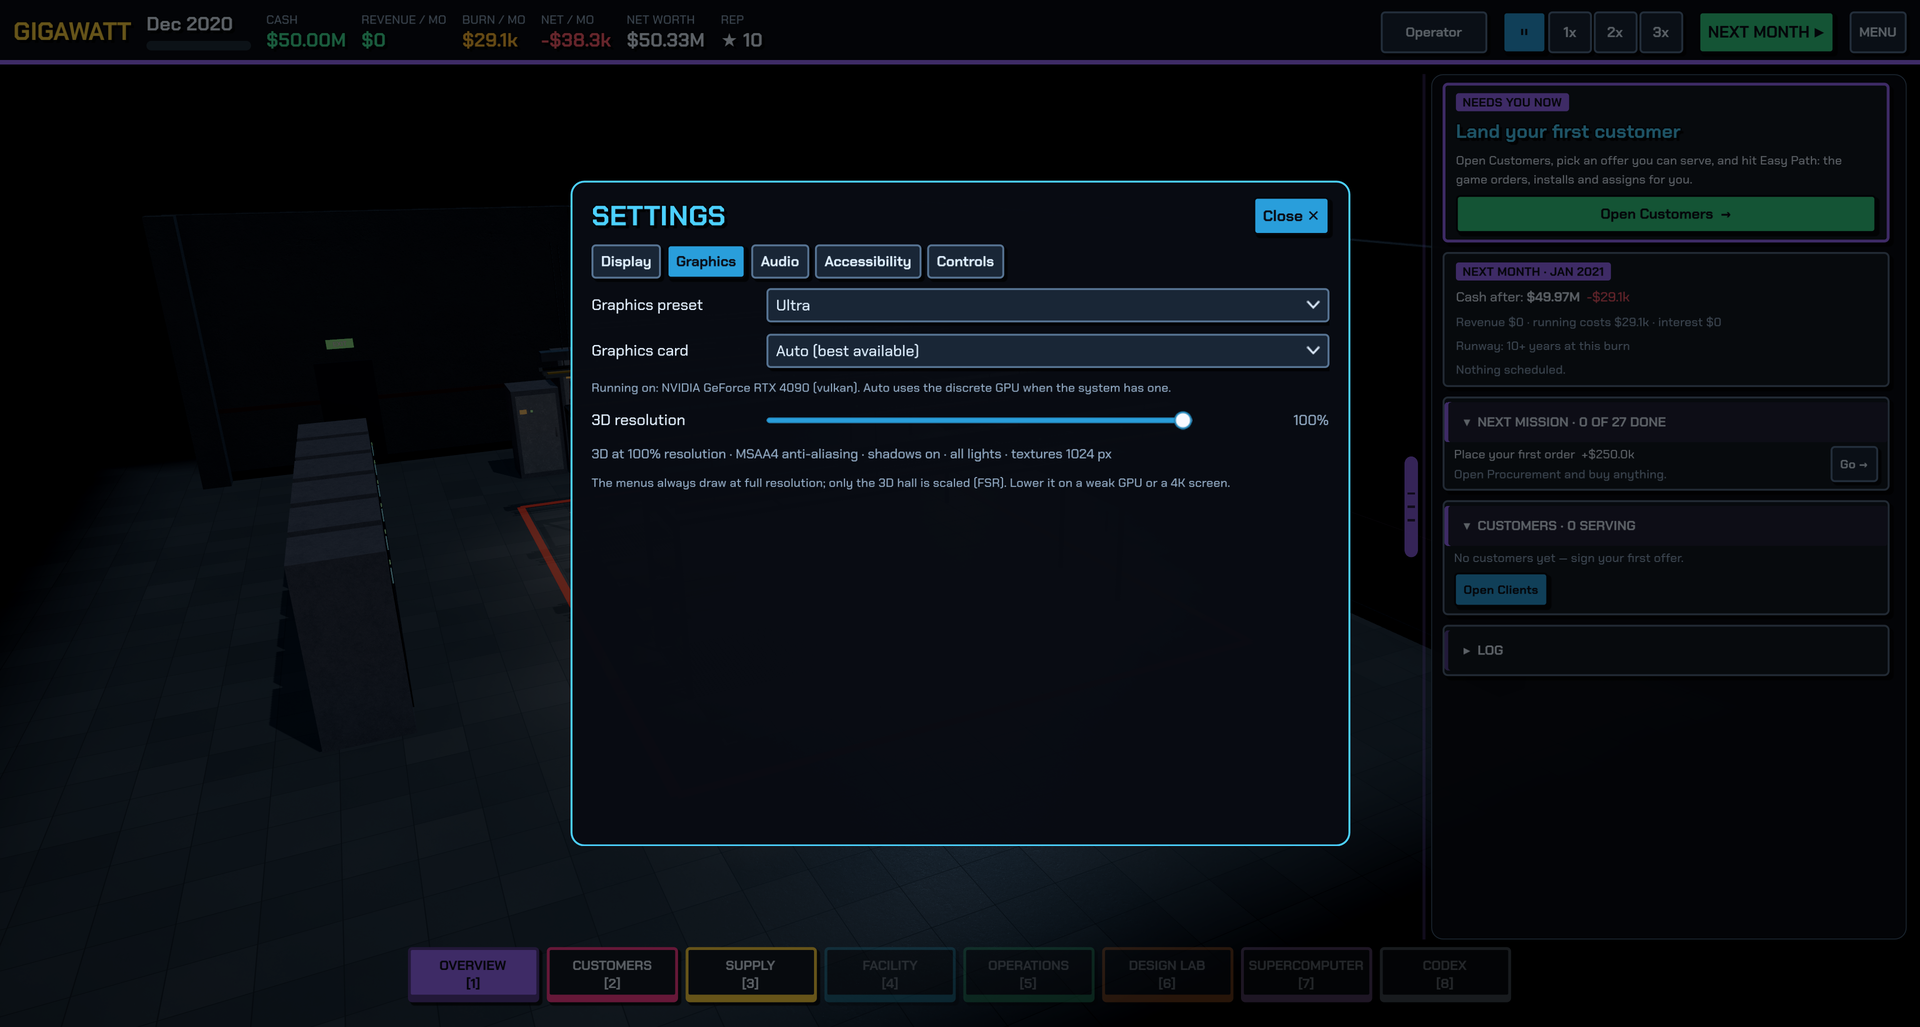 GIGAWATT
Dec 2020
CASH
$50.00M
REVENUE / MO
$0
BURN / MO
$29.1k
NET / MO
-$38.3k
NET WORTH
$50.33M
REP
★ 10
Operator
1x
2x
3x
NEXT MONTH ▶
MENU
SETTINGS
Close ✕
Display
Graphics
Audio
Accessibility
Controls
Graphics preset
Ultra
Graphics card
Auto (best available)
Running on: NVIDIA GeForce RTX 4090 (vulkan). Auto uses the discrete GPU when the system has one.
3D resolution
100%
3D at 100% resolution · MSAA4 anti-aliasing · shadows on · all lights · textures 1024 px
The menus always draw at full resolution; only the 3D hall is scaled (FSR). Lower it on a weak GPU or a 4K screen.
NEEDS YOU NOW
Land your first customer
Open Customers, pick an offer you can serve, and hit Easy Path: the
game orders, installs and assigns for you.
Open Customers →
NEXT MONTH · JAN 2021
Cash after: $49.97M -$29.1k
Revenue $0 · running costs $29.1k · interest $0
Runway: 10+ years at this burn
Nothing scheduled.
▼ NEXT MISSION · 0 OF 27 DONE
Place your first order +$250.0k
Open Procurement and buy anything.
Go →
▼ CUSTOMERS · 0 SERVING
No customers yet — sign your first offer.
Open Clients
▶ LOG
OVERVIEW
[1]
CUSTOMERS
[2]
SUPPLY
[3]
FACILITY
[4]
OPERATIONS
[5]
DESIGN LAB
[6]
SUPERCOMPUTER
[7]
CODEX
[8]